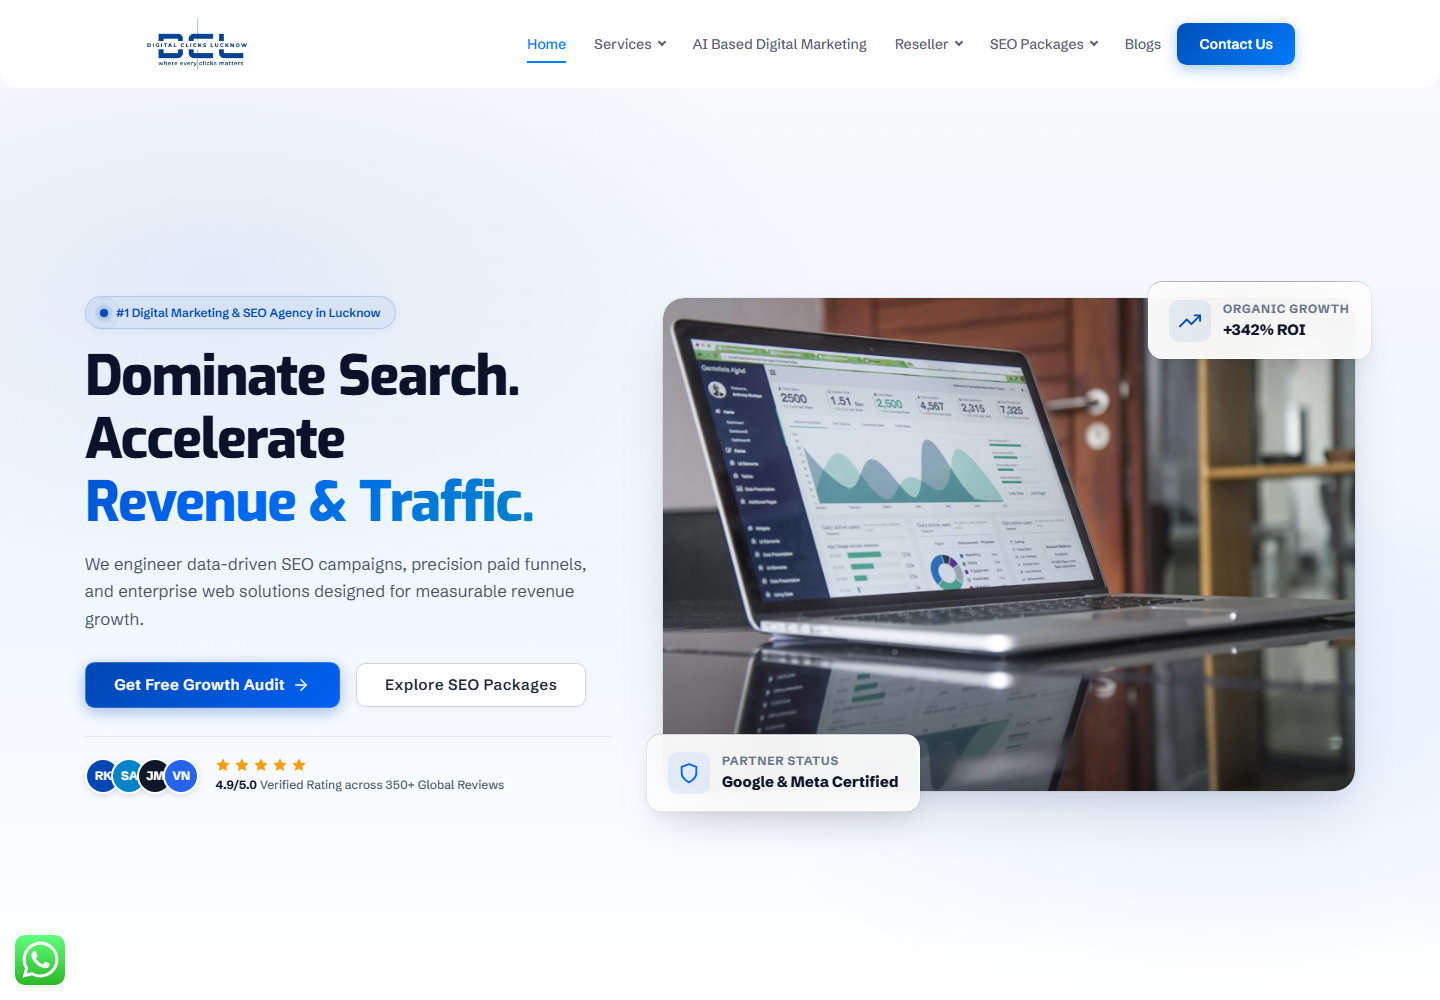 DCL
DIGITAL CLICKS LUCKNOW
where every clicks matters
Home
Services
AI Based Digital Marketing
Reseller
SEO Packages
Blogs
Contact Us
#1 Digital Marketing & SEO Agency in Lucknow
Dominate Search.
Accelerate
Revenue & Traffic.
We engineer data-driven SEO campaigns, precision paid funnels,
and enterprise web solutions designed for measurable revenue
growth.
Get Free Growth Audit
Explore SEO Packages
RK
SA
JM
VN
4.9/5.0 Verified Rating across 350+ Global Reviews
ORGANIC GROWTH
+342% ROI
2500
1.51
2,500
4,567
2,315
7,325
PARTNER STATUS
Google & Meta Certified